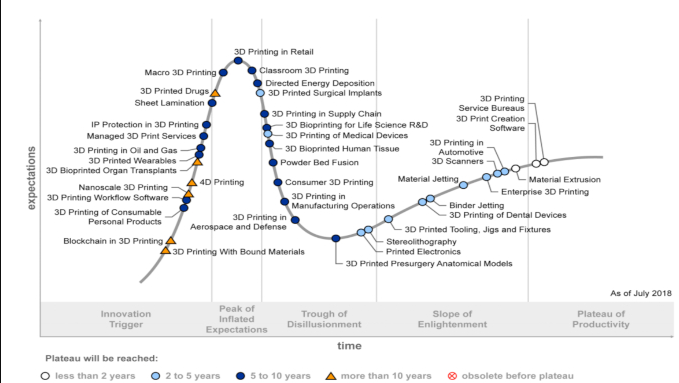 3D Printing in Retail
Macro 3D Printing
Classroom 3D Printing
Directed Energy Deposition
3D Printed Drugs
3D Printed Surgical Implants
Sheet Lamination
3D Printing in Supply Chain
IP Protection in 3D Printing
3D Bioprinting for Life Science R&D
Managed 3D Print Services
3D Printing of Medical Devices
3D Printing in Oil and Gas
3D Bioprinted Human Tissue
3D Printed Wearables
3D Bioprinted Organ Transplants
Powder Bed Fusion
4D Printing
Consumer 3D Printing
Nanoscale 3D Printing
3D Printing Workflow Software
3D Printing in
Manufacturing Operations
3D Printing of Consumable
Personal Products
3D Printing in
Aerospace and Defense
Blockchain in 3D Printing
3D Printing With Bound Materials
3D Printing
Service Bureaus
3D Print Creation
Software
3D Printing in
Automotive
3D Scanners
Material Jetting
Material Extrusion
Enterprise 3D Printing
Binder Jetting
3D Printing of Dental Devices
3D Printed Tooling, Jigs and Fixtures
Stereolithography
Printed Electronics
3D Printed Presurgery Anatomical Models
expectations
As of July 2018
Innovation
Trigger
Peak of
Inflated
Expectations
Trough of
Disillusionment
Slope of
Enlightenment
Plateau of
Productivity
time
Plateau will be reached:
less than 2 years
2 to 5 years
5 to 10 years
more than 10 years
obsolete before plateau